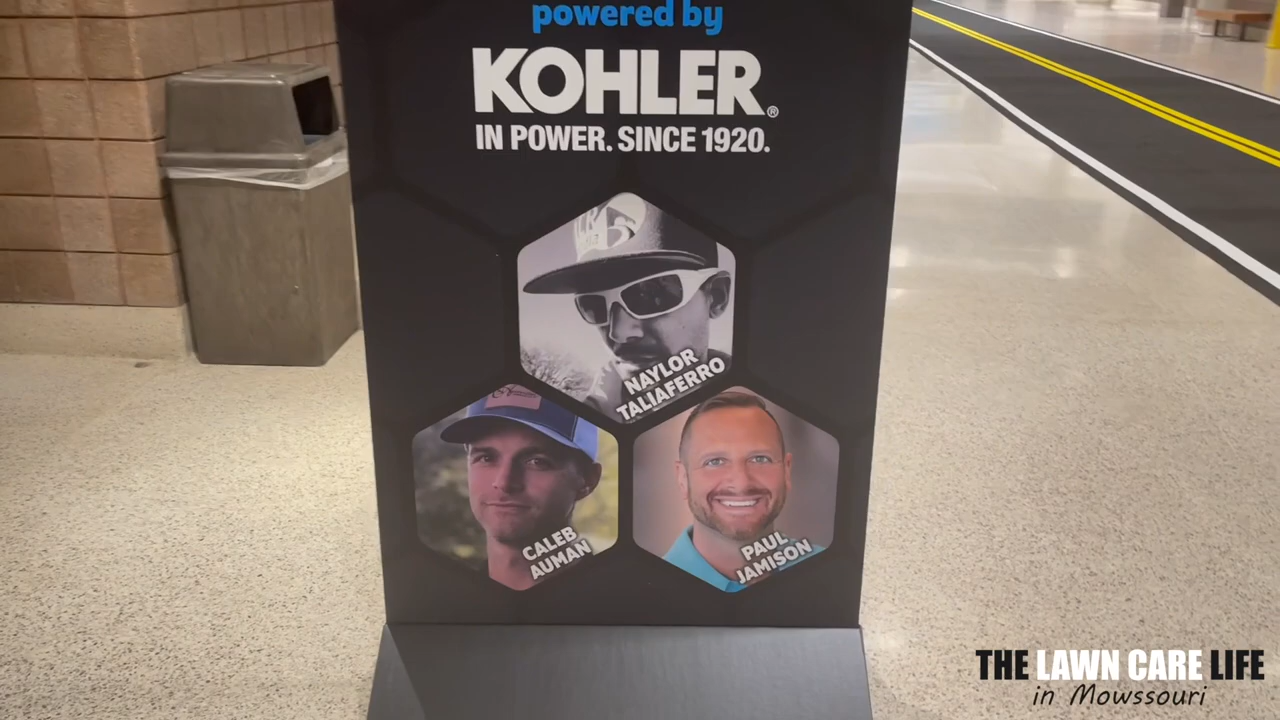 powered by
KOHLER®
IN POWER. SINCE 1920.
NAYLOR
TALIAFERRO
CALEB
AUMAN
PAUL
JAMISON
THE LAWN CARE LIFE
in Mowssouri